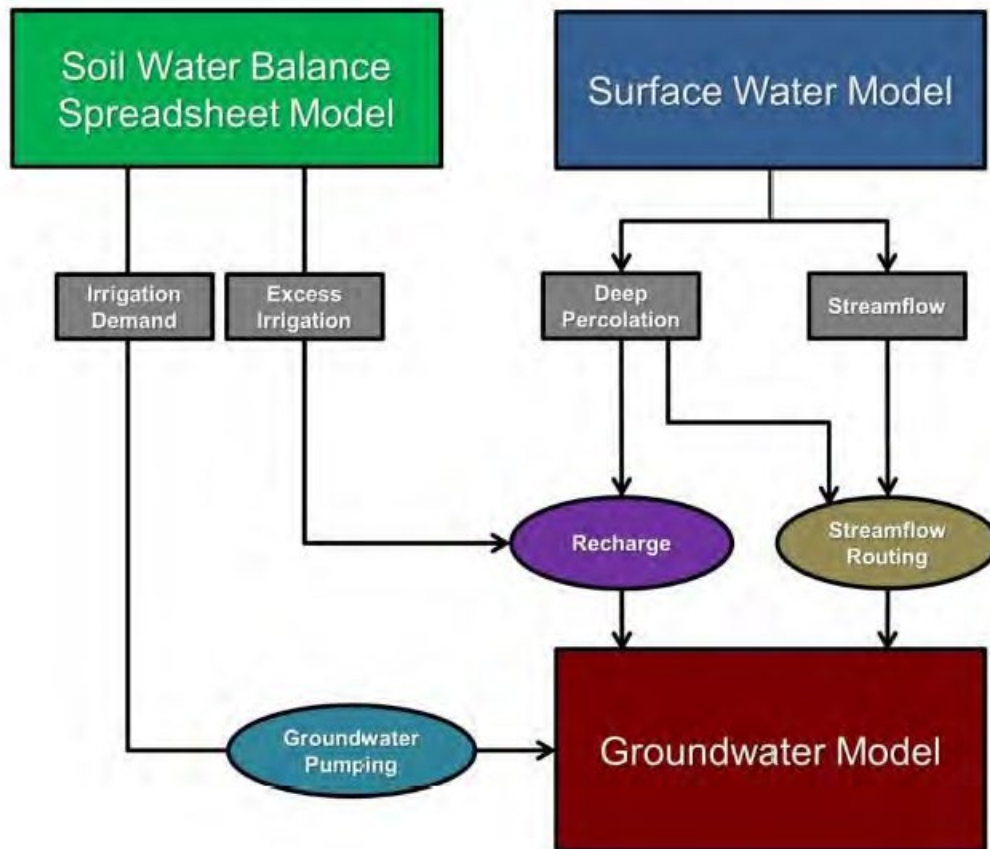 Soil Water Balance
Spreadsheet Model
Surface Water Model
Irrigation
Demand
Excess
Irrigation
Deep
Percolation
Streamflow
Recharge
Streamflow
Routing
Groundwater
Pumping
Groundwater Model